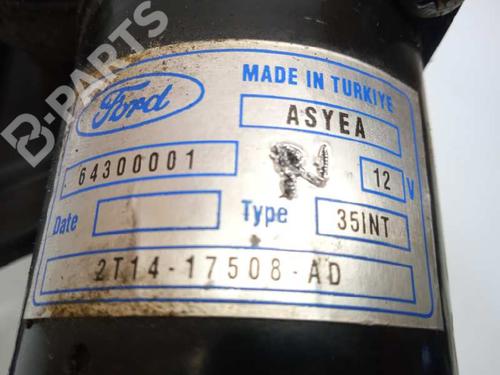 B-PARTS
Ford
MADE IN TURKIYE
ASYEA
64300001
12 V
Date
Type 35INT
2T14-17508-AD